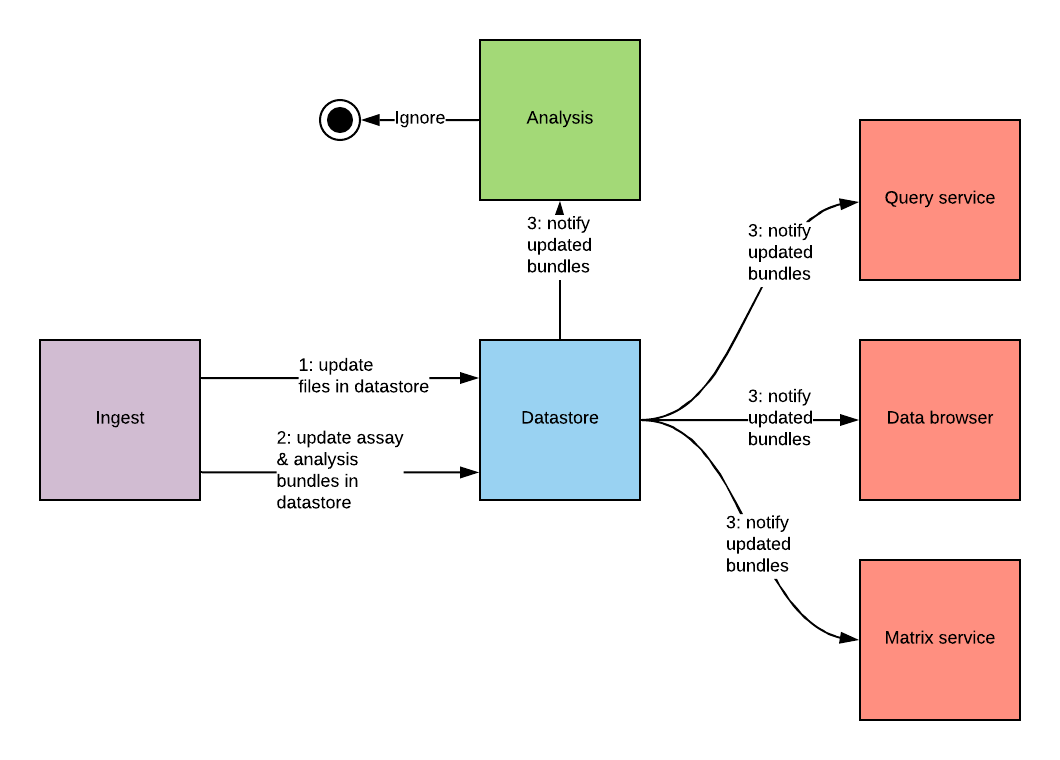 Analysis
Ignore
Query service
3: notify
updated
bundles
3: notify
updated
bundles
1: update
files in datastore
Ingest
Datastore
3: notify
updated
bundles
Data browser
2: update assay
& analysis
bundles in
datastore
3: notify
updated
bundles
Matrix service